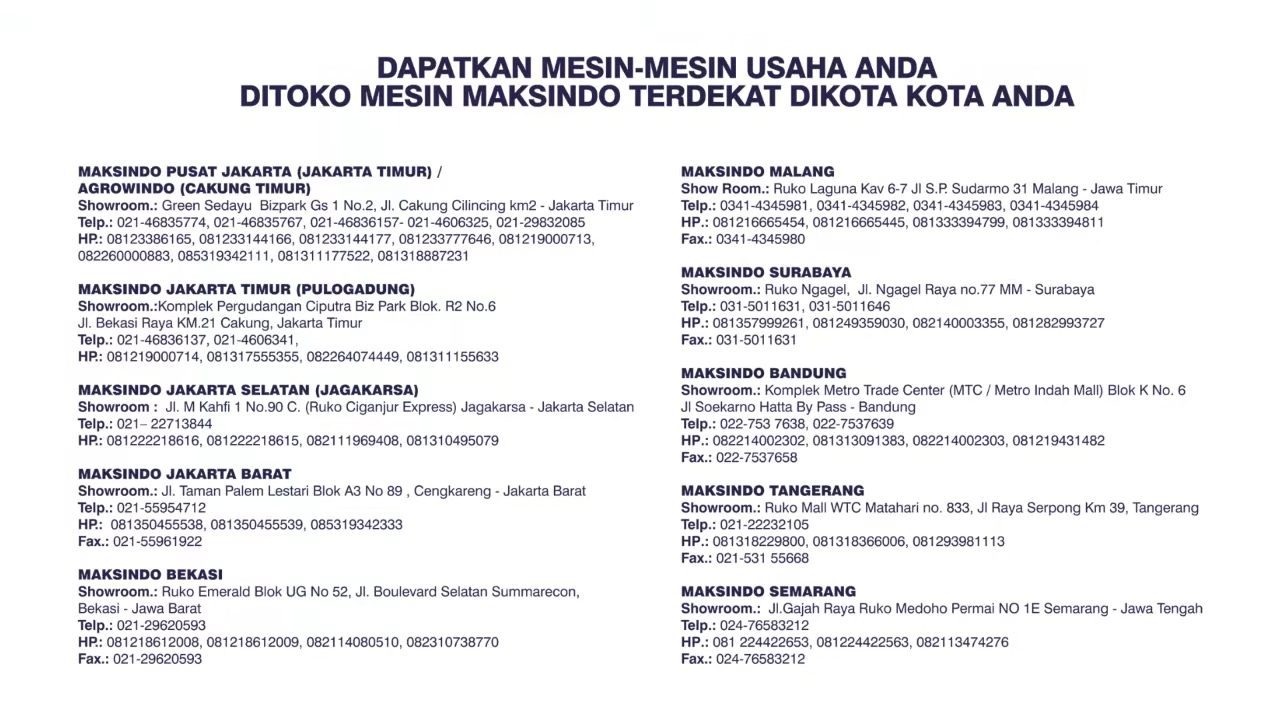 DAPATKAN MESIN-MESIN USAHA ANDA
DITOKO MESIN MAKSINDO TERDEKAT DIKOTA KOTA ANDA
MAKSINDO PUSAT JAKARTA (JAKARTA TIMUR) /
AGROWINDO (CAKUNG TIMUR)
Showroom.: Green Sedayu Bizpark Gs 1 No.2, Jl. Cakung Cilincing km2 - Jakarta Timur
Telp.: 021-46835774, 021-46835767, 021-46836157- 021-4606325, 021-29832085
HP.: 08123386165, 081233144166, 081233144177, 081233777646, 081219000713,
082260000883, 085319342111, 081311177522, 081318887231
MAKSINDO JAKARTA TIMUR (PULOGADUNG)
Showroom.:Komplek Pergudangan Ciputra Biz Park Blok. R2 No.6
Jl. Bekasi Raya KM.21 Cakung, Jakarta Timur
Telp.: 021-46836137, 021-4606341,
HP.: 081219000714, 081317555355, 082264074449, 081311155633
MAKSINDO JAKARTA SELATAN (JAGAKARSA)
Showroom : Jl. M Kahfi 1 No.90 C. (Ruko Ciganjur Express) Jagakarsa - Jakarta Selatan
Telp.: 021– 22713844
HP.: 081222218616, 081222218615, 082111969408, 081310495079
MAKSINDO JAKARTA BARAT
Showroom.: Jl. Taman Palem Lestari Blok A3 No 89 , Cengkareng - Jakarta Barat
Telp.: 021-55954712
HP.: 081350455538, 081350455539, 085319342333
Fax.: 021-55961922
MAKSINDO BEKASI
Showroom.: Ruko Emerald Blok UG No 52, Jl. Boulevard Selatan Summarecon,
Bekasi - Jawa Barat
Telp.: 021-29620593
HP.: 081218612008, 081218612009, 082114080510, 082310738770
Fax.: 021-29620593
MAKSINDO MALANG
Show Room.: Ruko Laguna Kav 6-7 Jl S.P. Sudarmo 31 Malang - Jawa Timur
Telp.: 0341-4345981, 0341-4345982, 0341-4345983, 0341-4345984
HP.: 081216665454, 081216665445, 081333394799, 081333394811
Fax.: 0341-4345980
MAKSINDO SURABAYA
Showroom.: Ruko Ngagel, Jl. Ngagel Raya no.77 MM - Surabaya
Telp.: 031-5011631, 031-5011646
HP.: 081357999261, 081249359030, 082140003355, 081282993727
Fax.: 031-5011631
MAKSINDO BANDUNG
Showroom.: Komplek Metro Trade Center (MTC / Metro Indah Mall) Blok K No. 6
Jl Soekarno Hatta By Pass - Bandung
Telp.: 022-753 7638, 022-7537639
HP.: 082214002302, 081313091383, 082214002303, 081219431482
Fax.: 022-7537658
MAKSINDO TANGERANG
Showroom.: Ruko Mall WTC Matahari no. 833, Jl Raya Serpong Km 39, Tangerang
Telp.: 021-22232105
HP.: 081318229800, 081318366006, 081293981113
Fax.: 021-531 55668
MAKSINDO SEMARANG
Showroom.: Jl.Gajah Raya Ruko Medoho Permai NO 1E Semarang - Jawa Tengah
Telp.: 024-76583212
HP.: 081 224422653, 081224422563, 082113474276
Fax.: 024-76583212